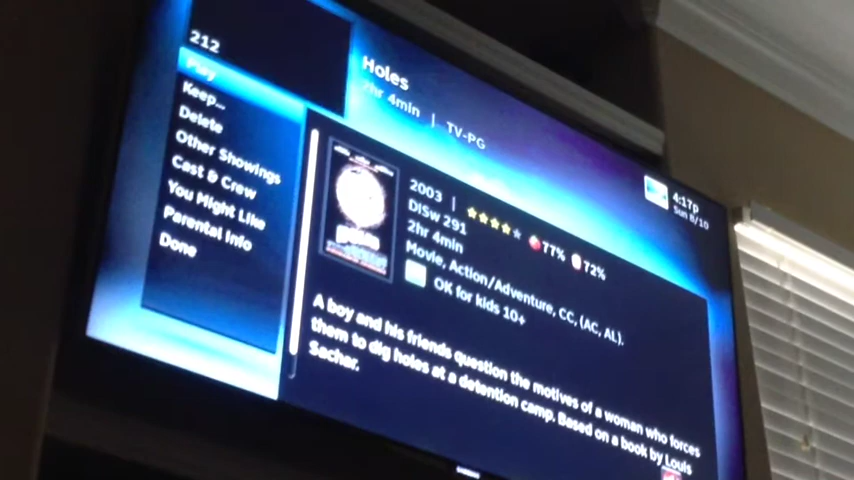 212
Play
Keep...
Delete
Other Showings
Cast & Crew
You Might Like
Parental Info
Done
Holes
2hr 4min | TV-PG
4:17p
Sun 8/10
2003 |
77% 72%
DISw 291
2hr 4min
Movie, Action/Adventure, CC, (AC, AL).
OK for kids 10+
A boy and his friends question the motives of a woman who forces
them to dig holes at a detention camp. Based on a book by Louis
Sachar.